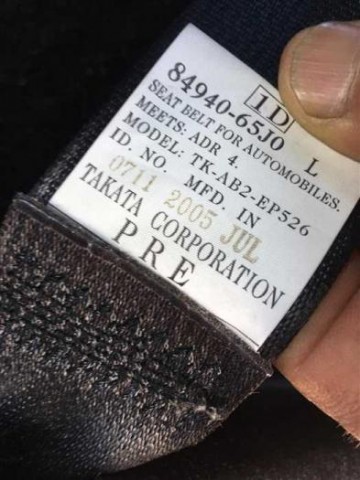 1D
84940-65J0 L
SEAT BELT FOR AUTOMOBILES.
MEETS: ADR 4.
MODEL: TK-AB2-EP526
ID. NO. MFD. IN
0711 2005 JUL
TAKATA CORPORATION
PRE